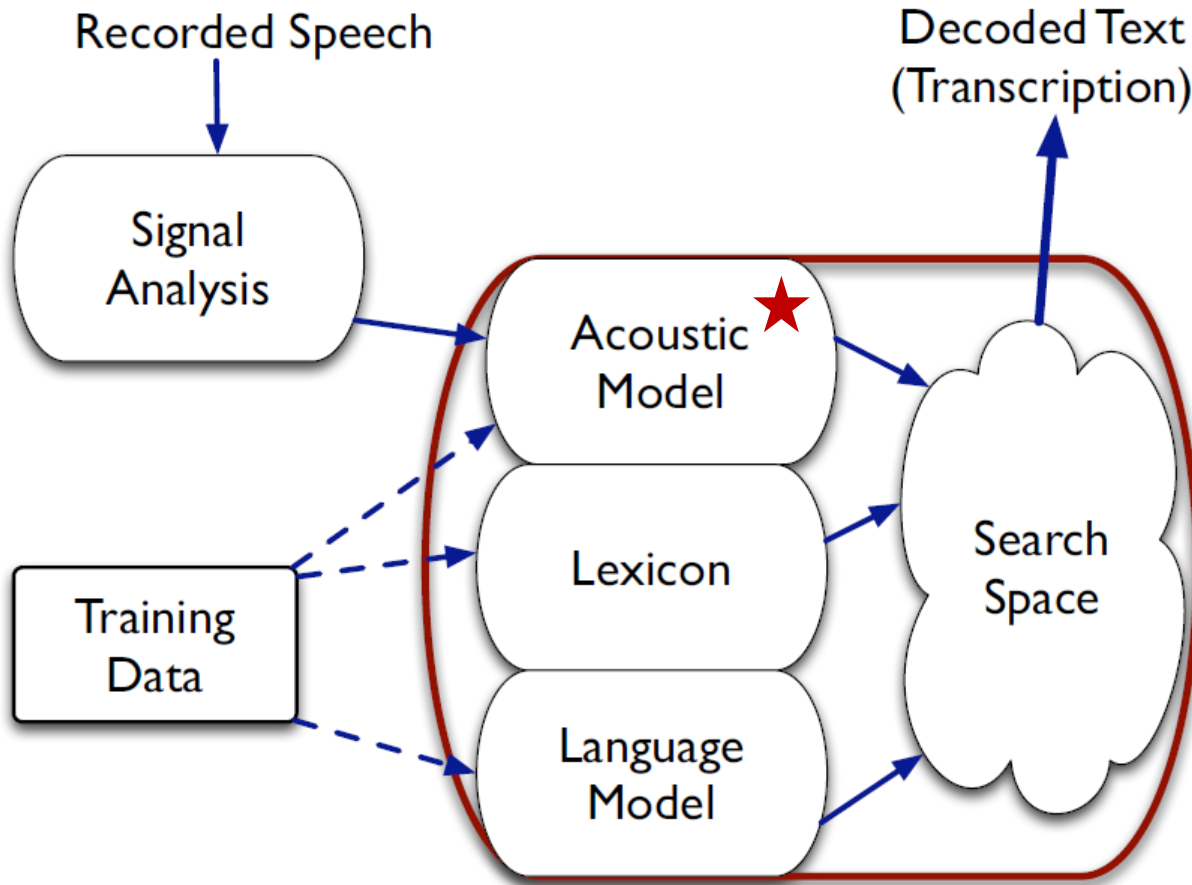 Recorded Speech
Decoded Text
(Transcription)
Signal
Analysis
Acoustic
Model
Lexicon
Search
Space
Training
Data
Language
Model